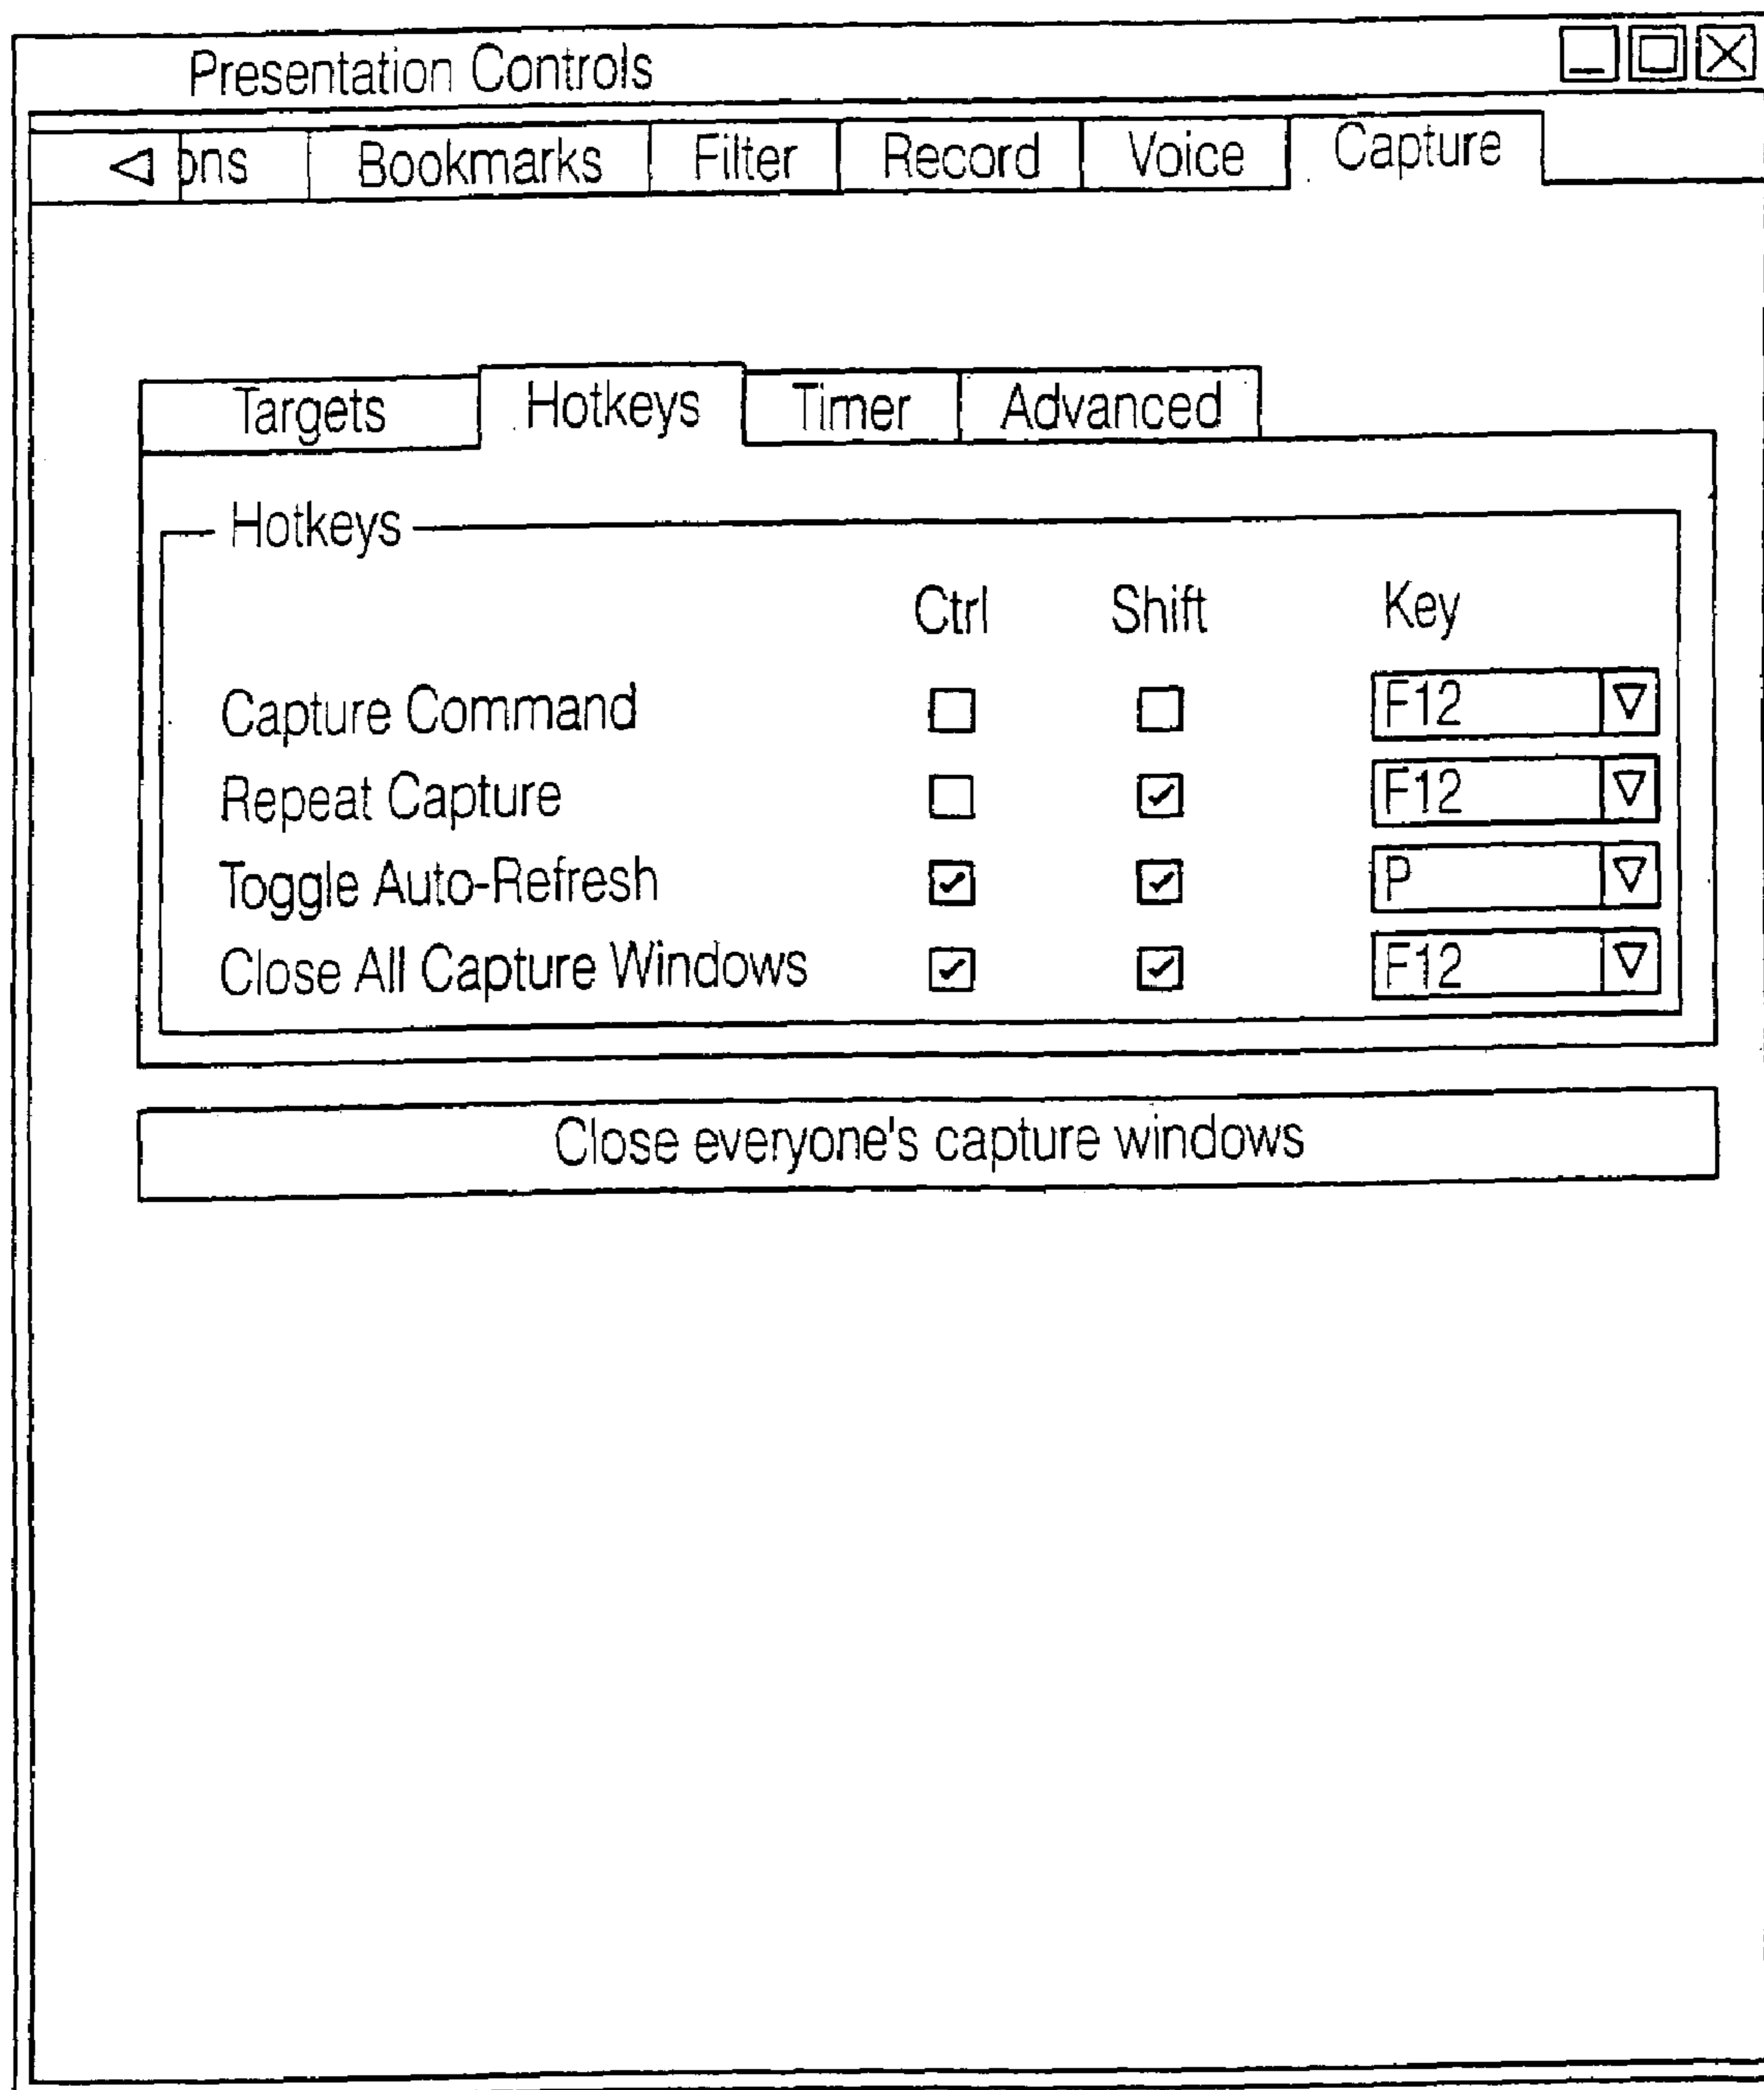 Presentation Controls
ons Bookmarks Filter Record Voice Capture
Targets Hotkeys Timer Advanced
Hotkeys
Ctrl Shift Key
Capture Command F12
Repeat Capture F12
Toggle Auto-Refresh P
Close All Capture Windows F12
Close everyone's capture windows